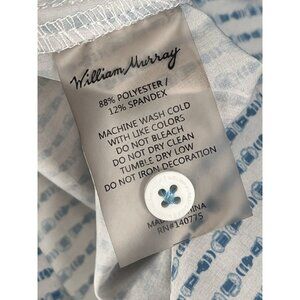 William Murray
88% POLYESTER /
12% SPANDEX
MACHINE WASH COLD
WITH LIKE COLORS
DO NOT BLEACH
DO NOT DRY CLEAN
TUMBLE DRY LOW
DO NOT IRON DECORATION
RN#140775